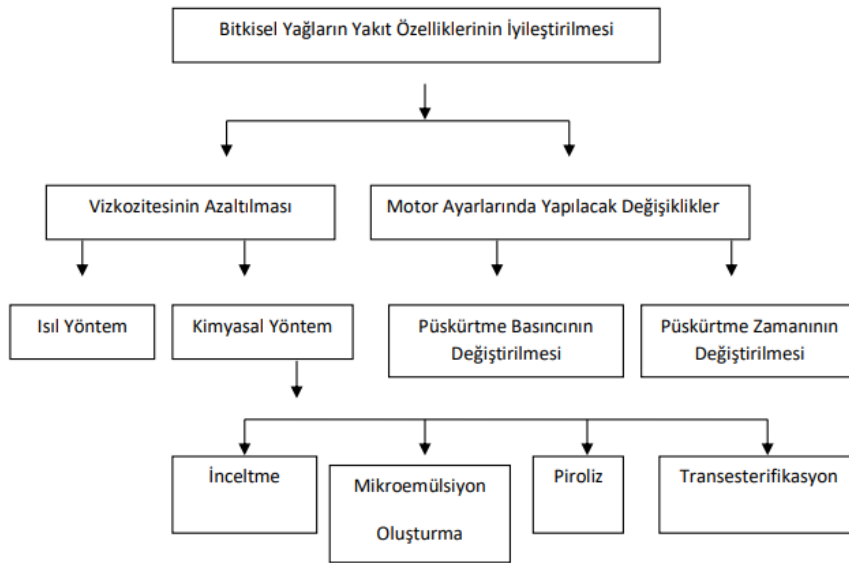 Bitkisel Yağların Yakıt Özelliklerinin İyileştirilmesi
Vizkozitesinin Azaltılması
Motor Ayarlarında Yapılacak Değişiklikler
Isıl Yöntem
Kimyasal Yöntem
Püskürtme Basıncının
Değiştirilmesi
Püskürtme Zamanının
Değiştirilmesi
İnceltme
Mikroemülsiyon
Oluşturma
Piroliz
Transesterifikasyon